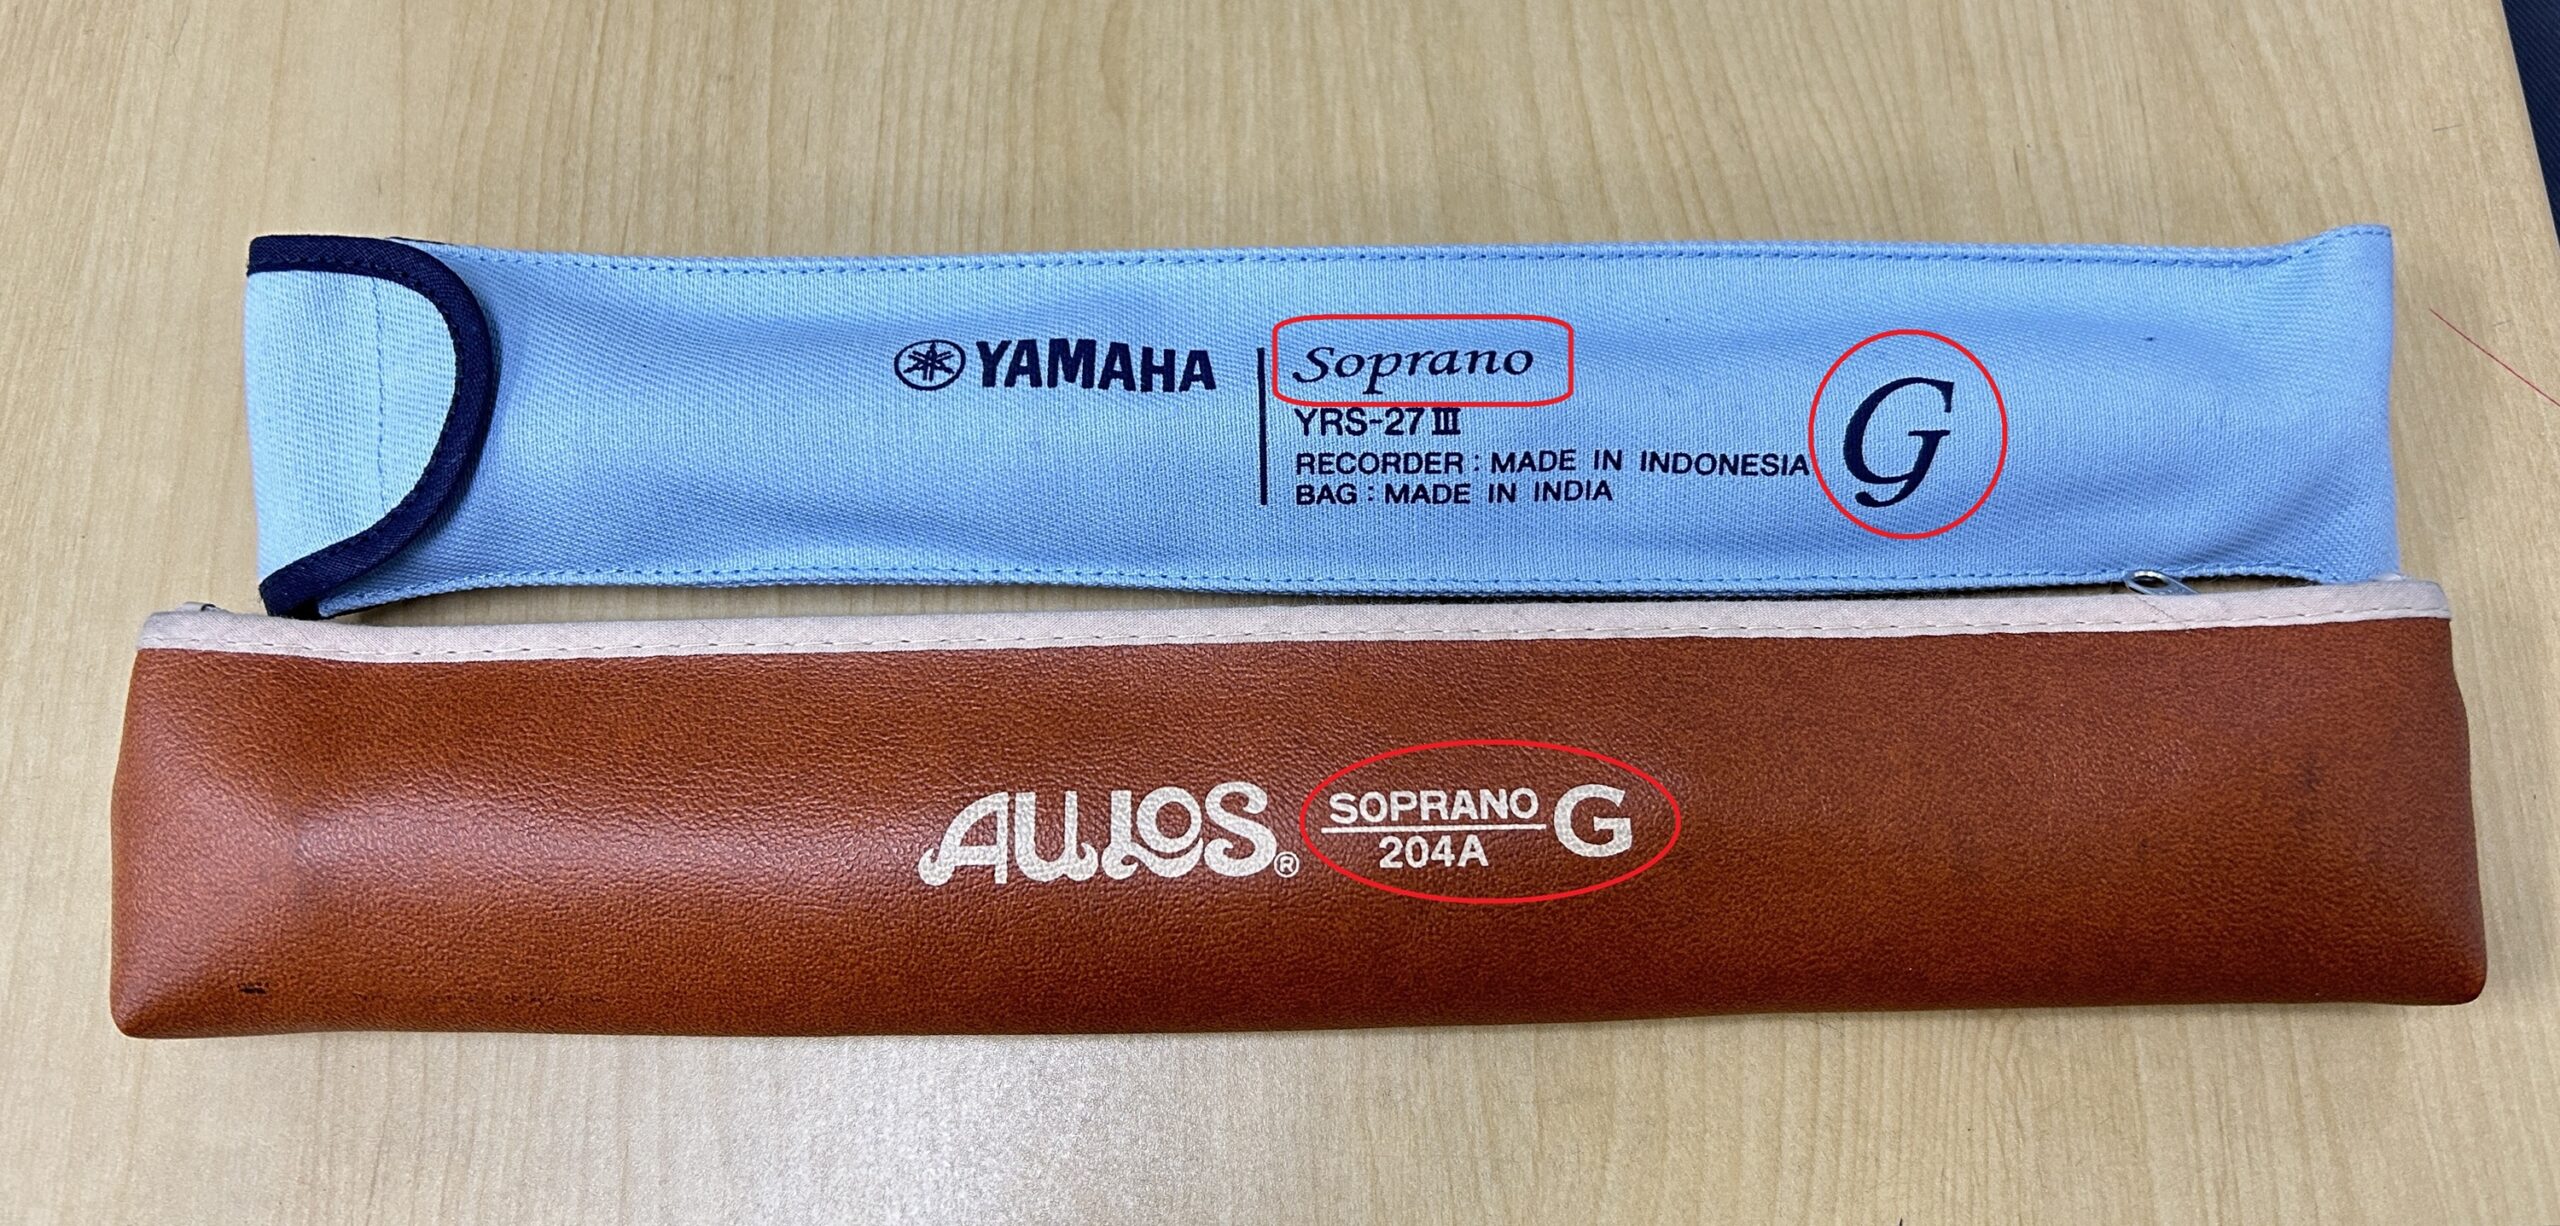 YAMAHA
Soprano
YRS-27III
RECORDER : MADE IN INDONESIA
BAG : MADE IN INDIA
G
AULOS®
SOPRANO
204A
G